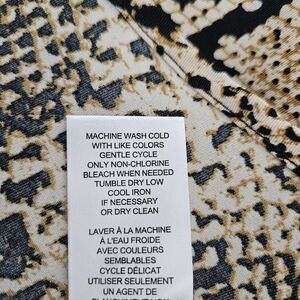 MACHINE WASH COLD
WITH LIKE COLORS
GENTLE CYCLE
ONLY NON-CHLORINE
BLEACH WHEN NEEDED
TUMBLE DRY LOW
COOL IRON
IF NECESSARY
OR DRY CLEAN
LAVER À LA MACHINE
À L'EAU FROIDE
AVEC COULEURS
SEMBLABLES
CYCLE DÉLICAT
UTILISER SEULEMENT
UN AGENT DE